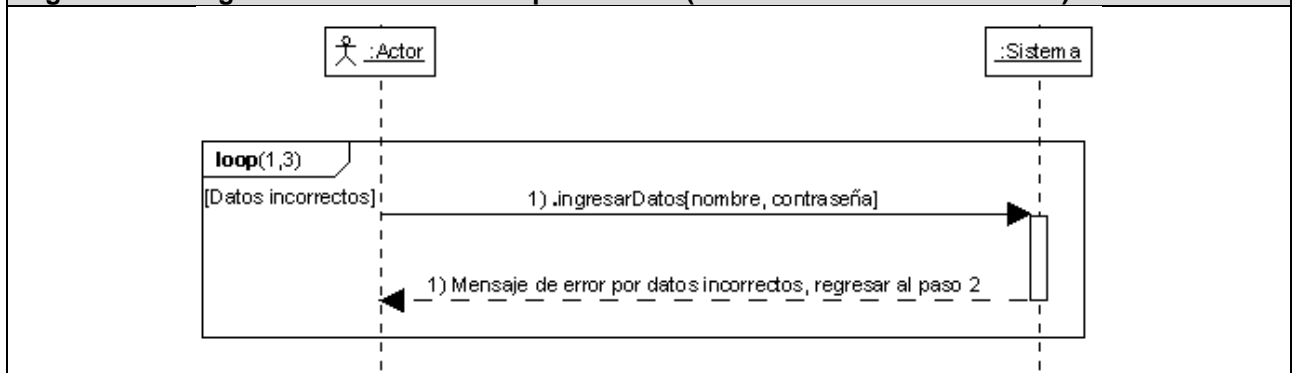 :Actor
:Sistema
loop(1,3)
[Datos incorrectos]
1) .ingresarDatos[nombre, contraseña]
1) Mensaje de error por datos incorrectos, regresar al paso 2